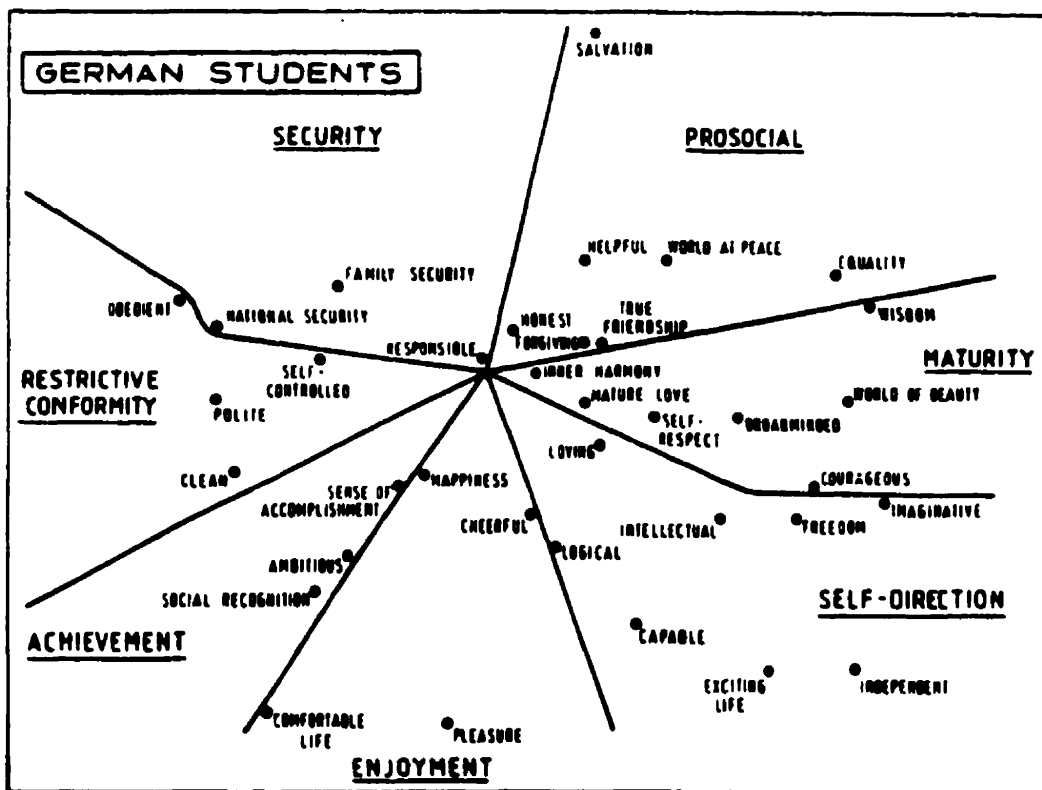 SALVATION
GERMAN STUDENTS
SECURITY
PROSOCIAL
HELPFUL
WORLD AT PEACE
FAMILY SECURITY
EQUALITY
OBEDIENT
NATIONAL SECURITY
HONEST
TRUE
FRIENDSHIP
FORGIVING
WISDOM
RESPONSIBLE
SELF-
CONTROLLED
INNER HARMONY
MATURITY
RESTRICTIVE
CONFORMITY
POLITE
MATURE LOVE
WORLD OF BEAUTY
SELF-
RESPECT
BROADMINDED
LOVING
CLEAN
HAPPINESS
SENSE OF
ACCOMPLISHMENT
COURAGEOUS
IMAGINATIVE
CHEERFUL
INTELLECTUAL
FREEDOM
LOGICAL
AMBITIOUS
SOCIAL RECOGNITION
SELF-DIRECTION
ACHIEVEMENT
CAPABLE
EXCITING
LIFE
INDEPENDENT
COMFORTABLE
LIFE
PLEASURE
ENJOYMENT